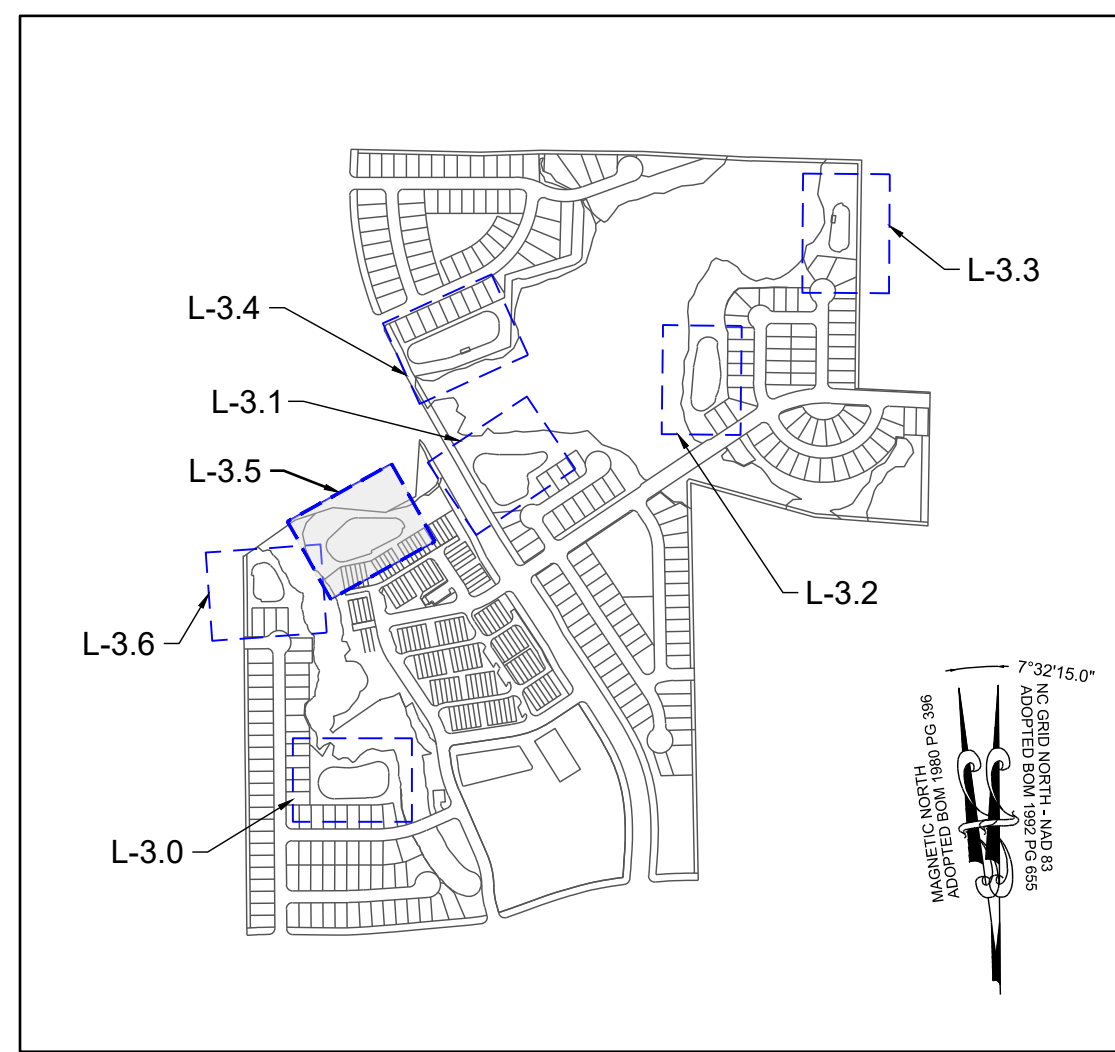 L-3.3
L-3.4
L-3.1
L-3.5
L-3.2
L-3.6
L-3.0
7°32'15.0"
NC GRID NORTH - NAD 83
ADOPTED BOM 1992 PG 655
MAGNETIC NORTH
ADOPTED BOM 1980 PG 396